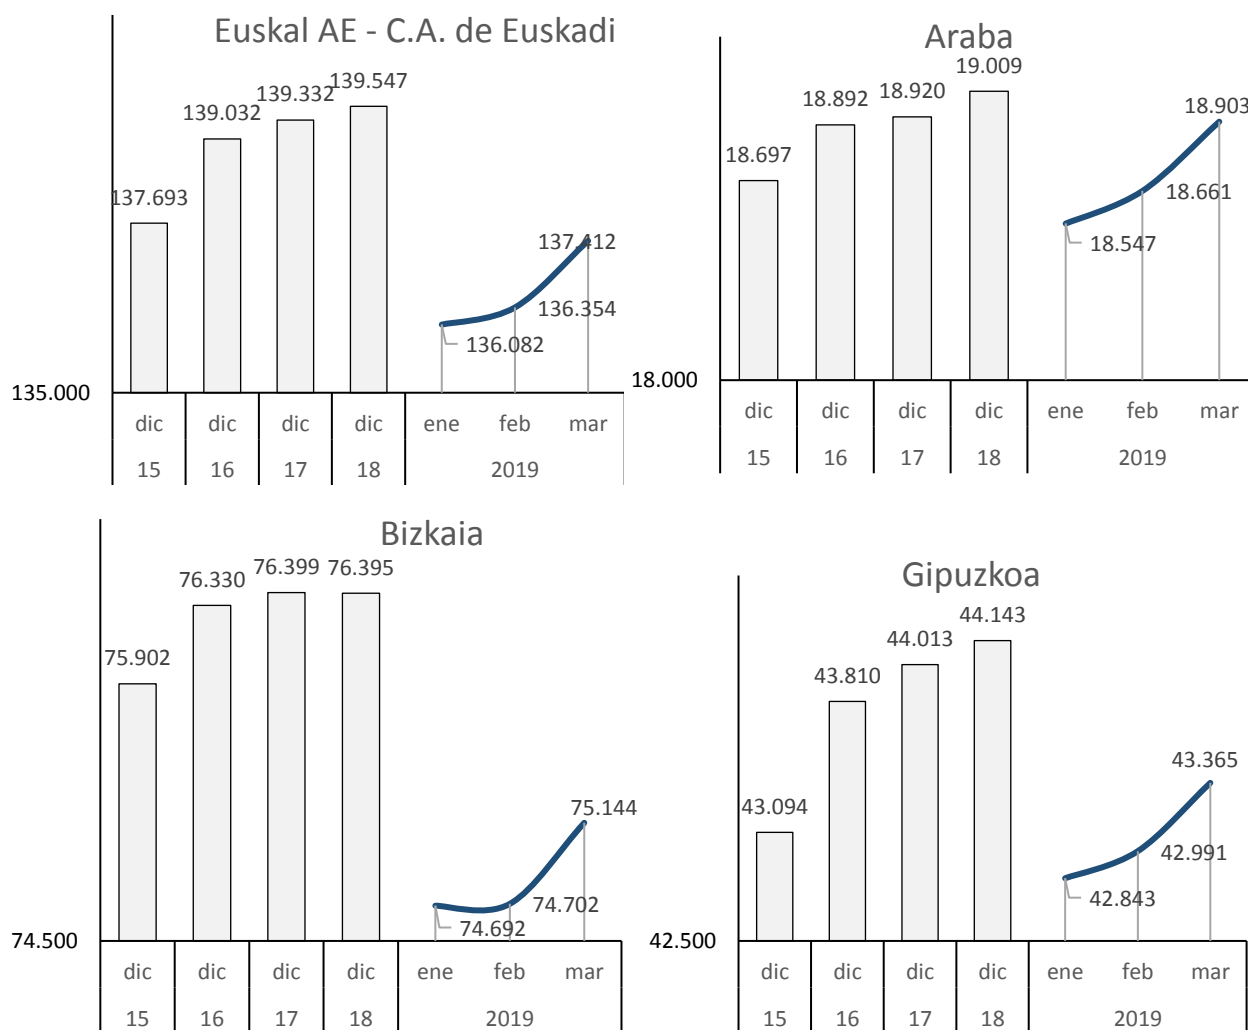 Euskal AE - C.A. de Euskadi
137.693
139.032
139.332
139.547
136.082
136.354
137.412
135.000
dic dic dic dic ene feb mar
15 16 17 18 2019
Araba
18.697
18.892
18.920
19.009
18.547
18.661
18.903
18.000
dic dic dic dic ene feb mar
15 16 17 18 2019
Bizkaia
75.902
76.330
76.399
76.395
74.692
74.702
75.144
74.500
dic dic dic dic ene feb mar
15 16 17 18 2019
Gipuzkoa
43.094
43.810
44.013
44.143
42.843
42.991
43.365
42.500
dic dic dic dic ene feb mar
15 16 17 18 2019